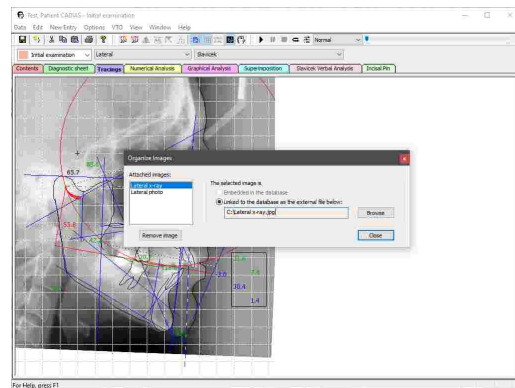 Test, Patient CADIAS - Initial examination
Data Edit New Entry Options VTO View Window Help
Normal
Initial examination Lateral Slavicek
Contents Diagnostic sheet Tracings Numerical Analysis Graphical Analysis Superimposition Slavicek Verbal Analysis Incisal Pin
65.7
Organize Images
Attached images:
Lateral x-ray
Lateral photo
The selected image is
Embedded in the database
Linked to the database as the external file below:
C:\Lateral x-ray.jpg
Browse
Remove image
Close
53.8
2.0
30.4
1.4
For Help, press F1